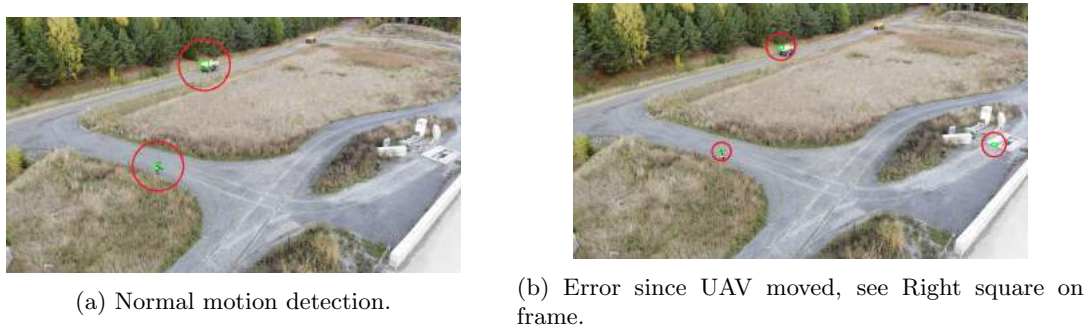 (a) Normal motion detection.
(b) Error since UAV moved, see Right square on
frame.